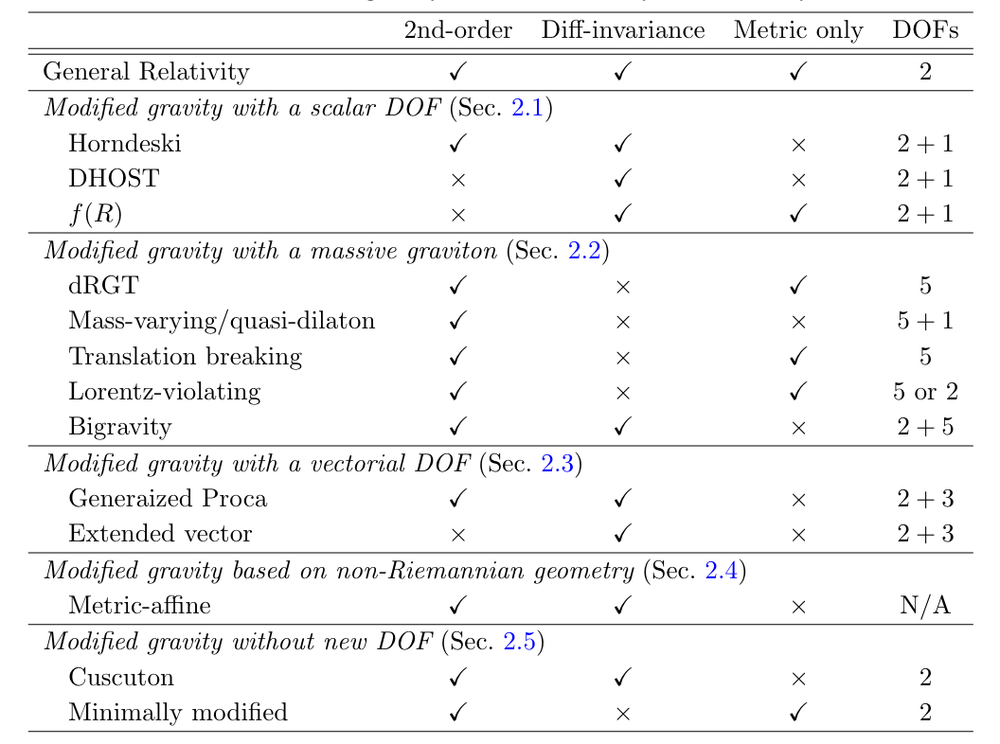 2nd-order Diff-invariance Metric only DOFs
General Relativity ✓ ✓ ✓ 2
Modified gravity with a scalar DOF (Sec. 2.1)
Horndeski ✓ ✓ × 2 + 1
DHOST × ✓ × 2 + 1
f(R) × ✓ ✓ 2 + 1
Modified gravity with a massive graviton (Sec. 2.2)
dRGT ✓ × ✓ 5
Mass-varying/quasi-dilaton ✓ × × 5 + 1
Translation breaking ✓ × ✓ 5
Lorentz-violating ✓ × ✓ 5 or 2
Bigravity ✓ ✓ × 2 + 5
Modified gravity with a vectorial DOF (Sec. 2.3)
Generaized Proca ✓ ✓ × 2 + 3
Extended vector × ✓ × 2 + 3
Modified gravity based on non-Riemannian geometry (Sec. 2.4)
Metric-affine ✓ ✓ × N/A
Modified gravity without new DOF (Sec. 2.5)
Cuscuton ✓ ✓ × 2
Minimally modified ✓ × ✓ 2